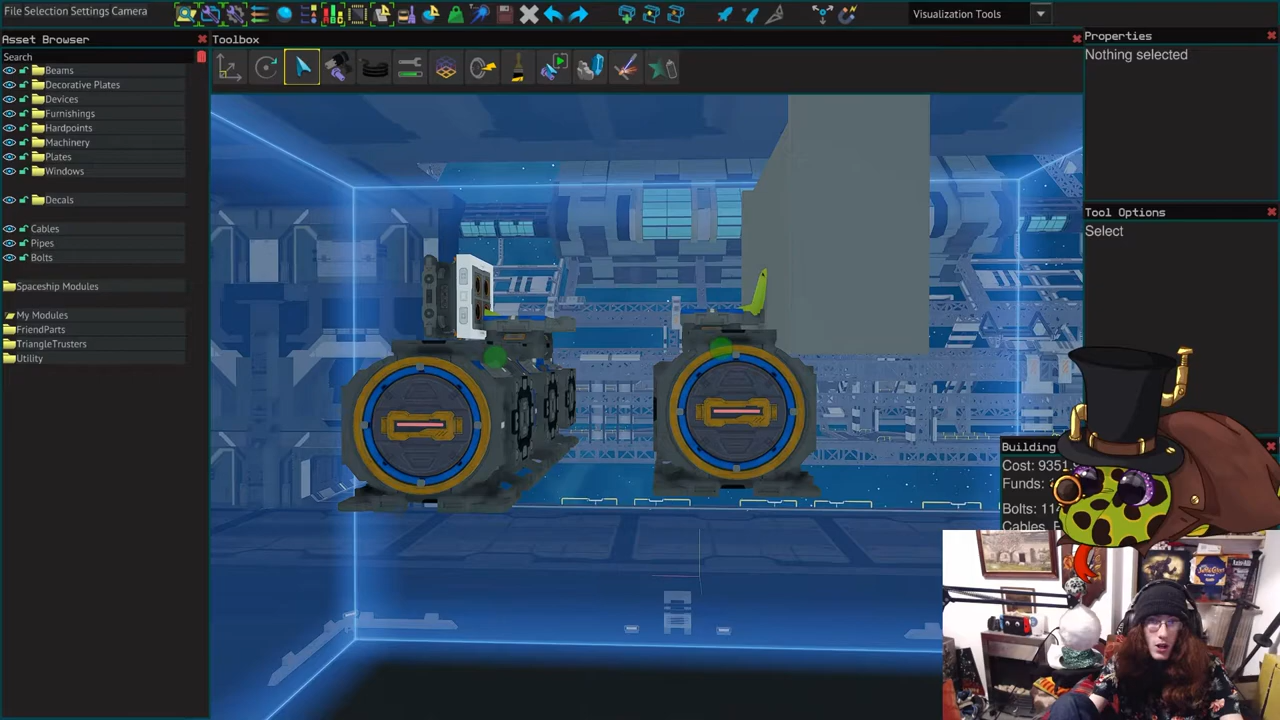 File Selection Settings Camera
Visualization Tools
Asset Browser
Toolbox
Properties
Search
Nothing selected
Beams
Decorative Plates
Devices
Furnishings
Hardpoints
Machinery
Plates
Windows
Decals
Tool Options
Cables
Select
Pipes
Bolts
Spaceship Modules
My Modules
FriendParts
TriangleTrusters
Utility
Building
Cost: 9351.
Funds:
Bolts: 114
Cables,